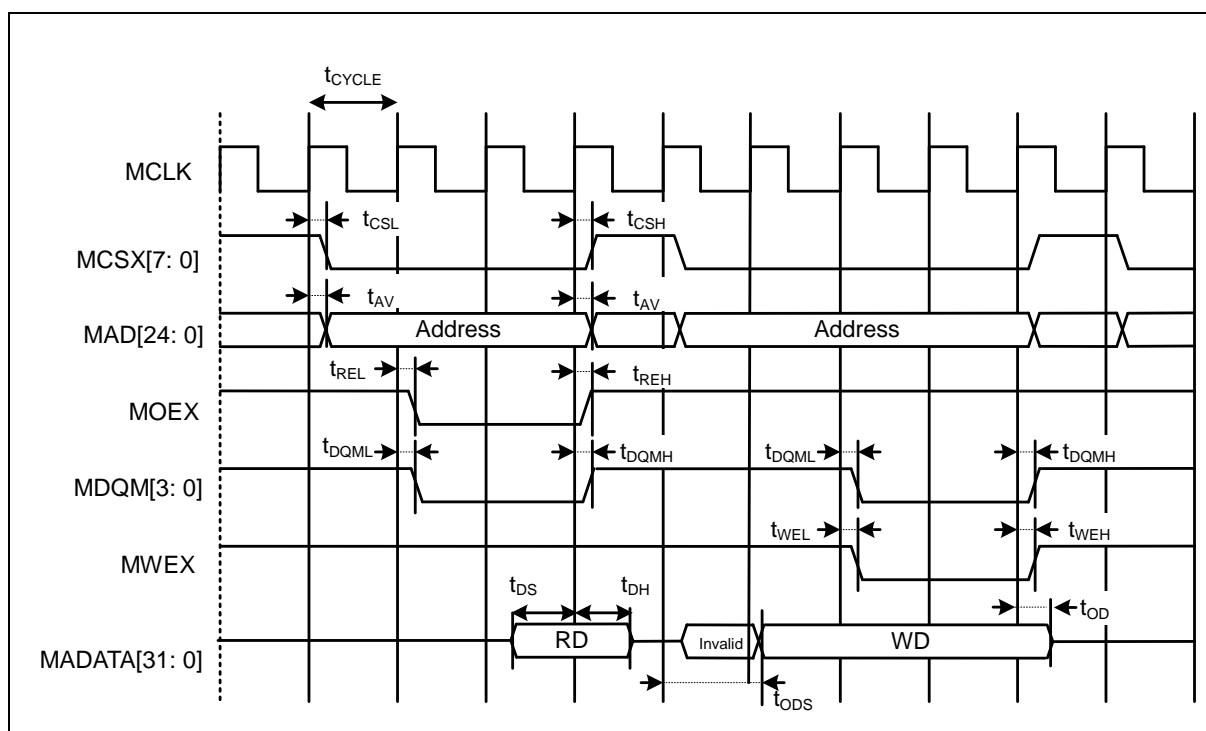 tCYCLE
MCLK
tCSL
tCSH
MCSX[7: 0]
tAV
tAV
MAD[24: 0]
Address
Address
tREL
tREH
MOEX
tDQML
tDQMH
tDQML
tDQMH
MDQM[3: 0]
tWEL
tWEH
MWEX
tDS
tDH
tOD
MADATA[31: 0]
RD
Invalid
WD
tODS